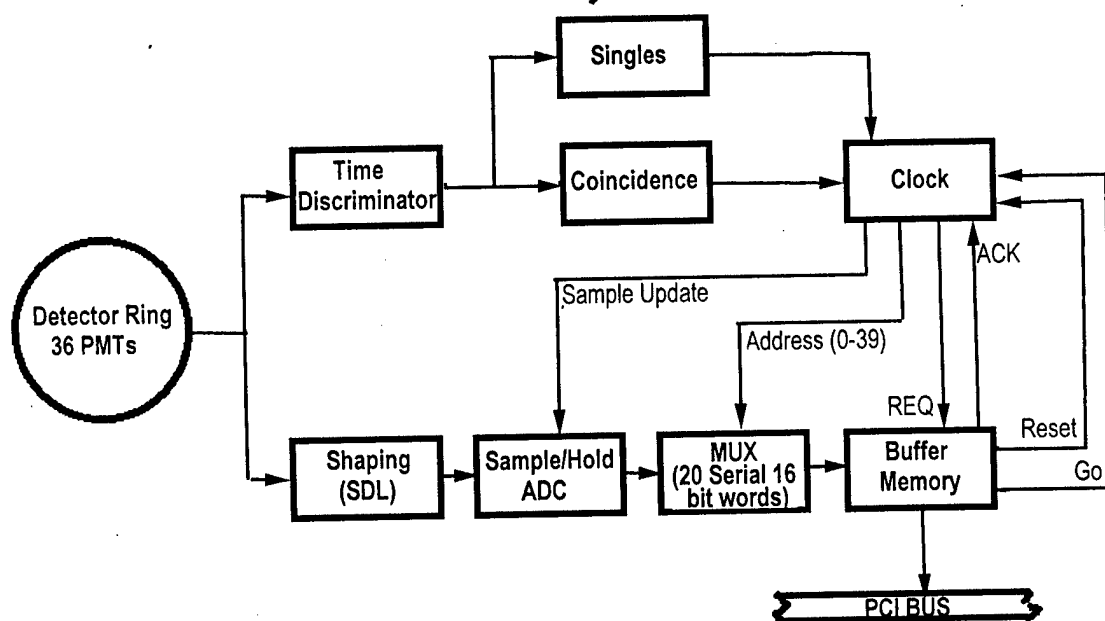 Singles
Time
Discriminator
Coincidence
Clock
ACK
Sample Update
Detector Ring
36 PMTs
Address (0-39)
REQ
Reset
Shaping
(SDL)
Sample/Hold
ADC
MUX
(20 Serial 16
bit words)
Buffer
Memory
Go
PCI BUS